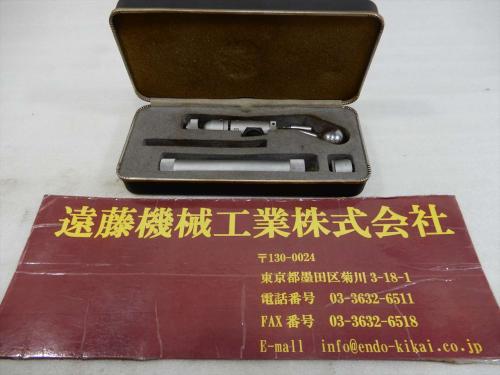 遠藤機械工業株式会社
〒130-0024
東京都墨田区菊川 3-18-1
電話番号 03-3632-6511
FAX 番号 03-3632-6518
E-mall info@endo-kikai.co.jp